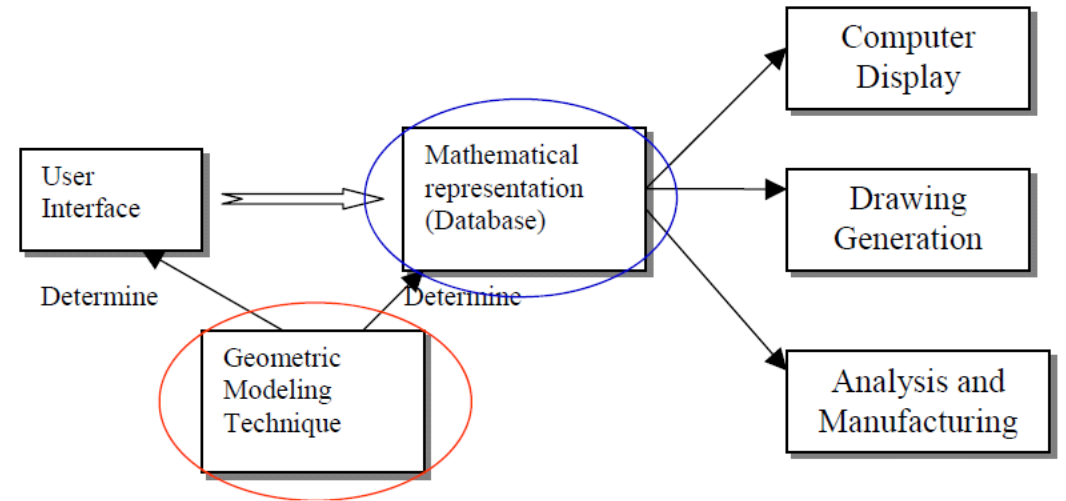 Computer
Display
User
Interface
Mathematical
representation
(Database)
Drawing
Generation
Determine
Determine
Geometric
Modeling
Technique
Analysis and
Manufacturing